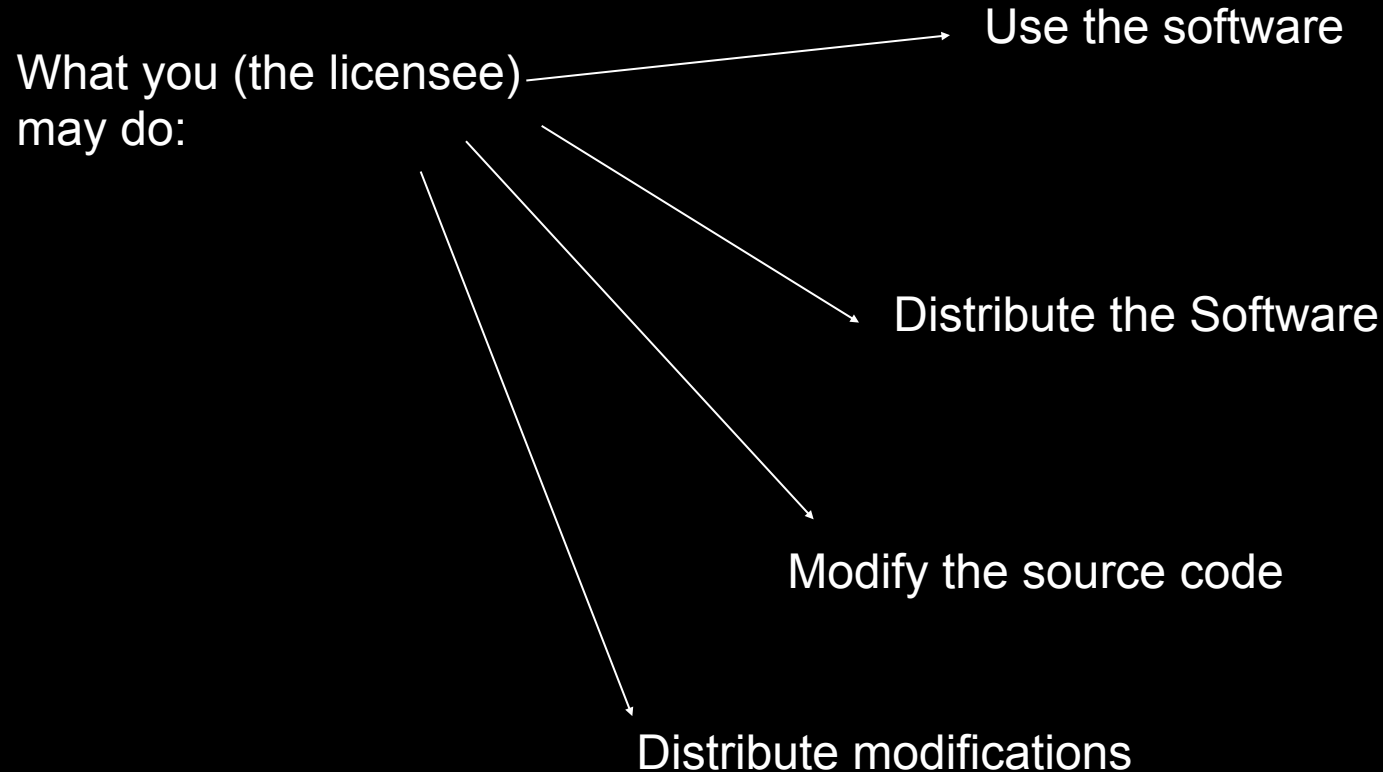 Use the software
What you (the licensee)
may do:
Distribute the Software
Modify the source code
Distribute modifications